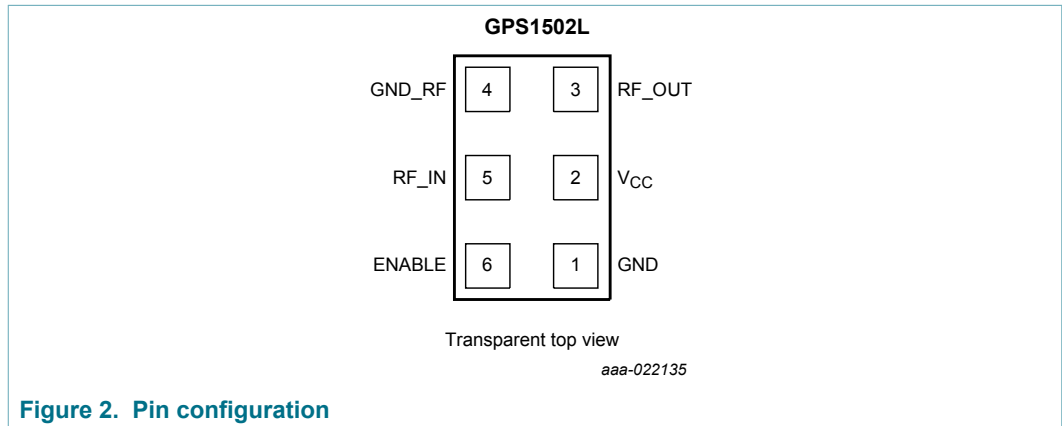 GPS1502L
GND_RF 4 3 RF_OUT
RF_IN 5 2 VCC
ENABLE 6 1 GND
Transparent top view
aaa-022135
Figure 2. Pin configuration